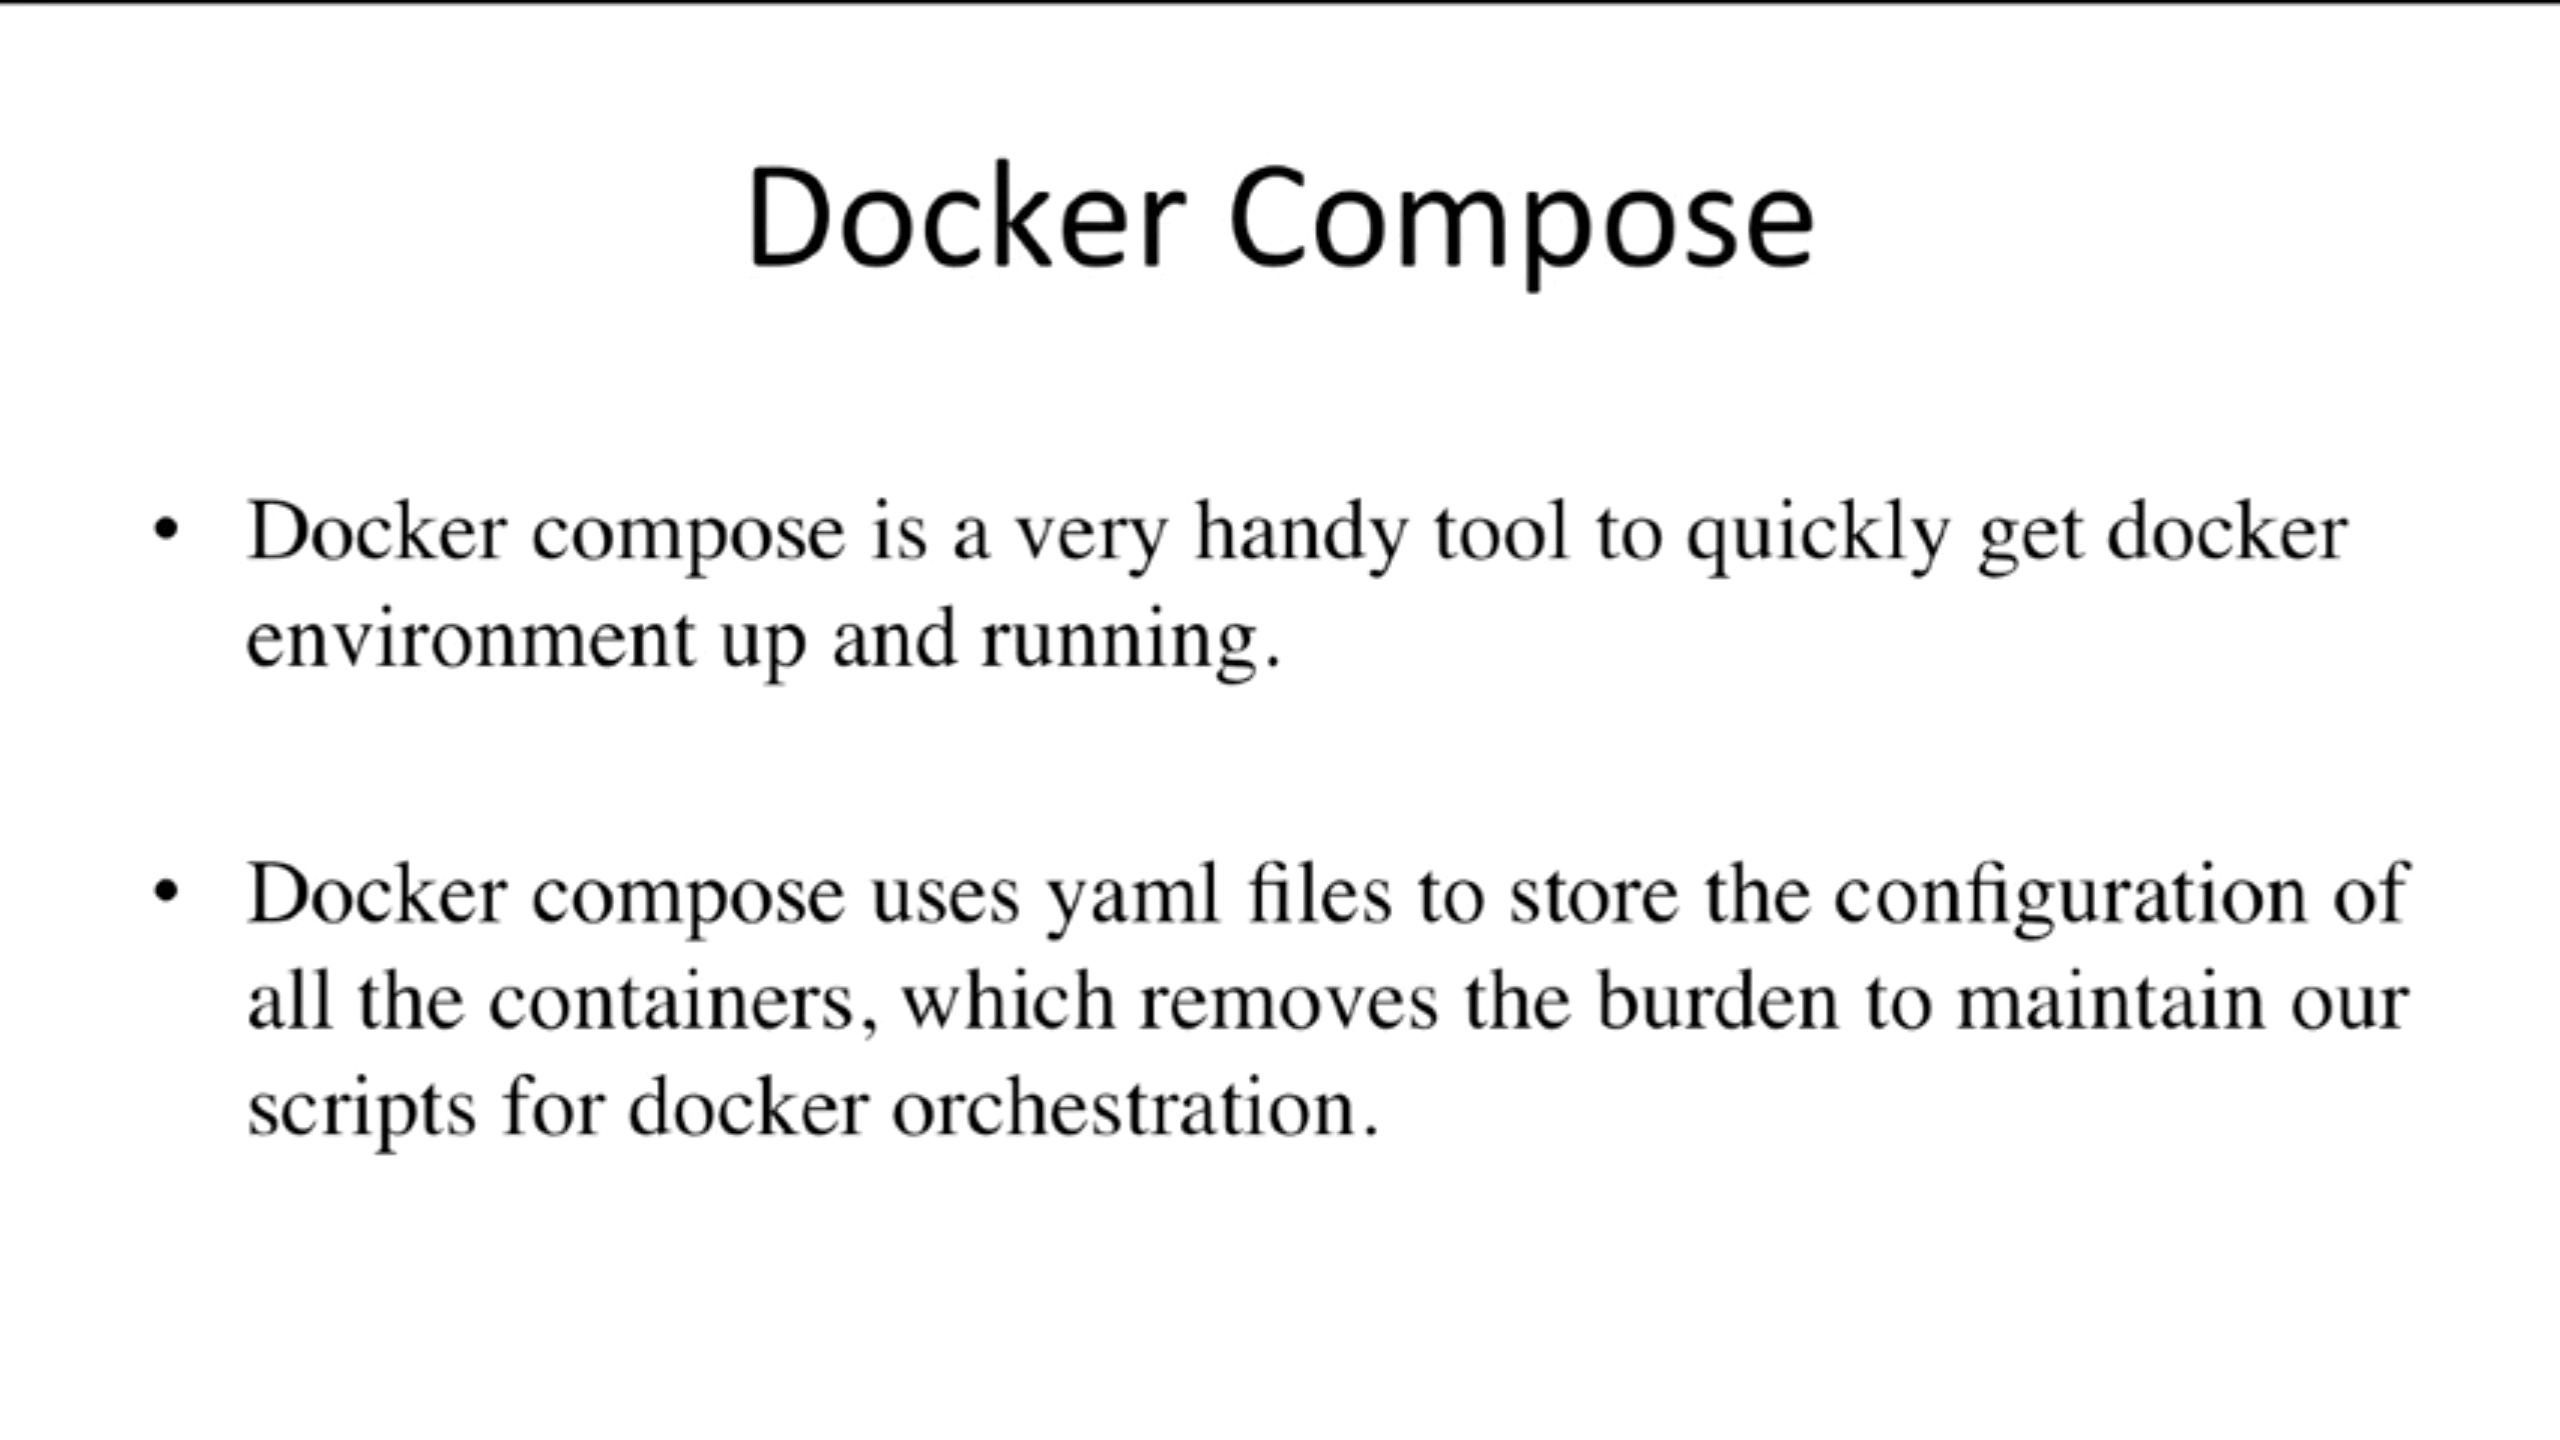 Docker Compose
• Docker compose is a very handy tool to quickly get docker
environment up and running.
• Docker compose uses yaml files to store the configuration of
all the containers, which removes the burden to maintain our
scripts for docker orchestration.